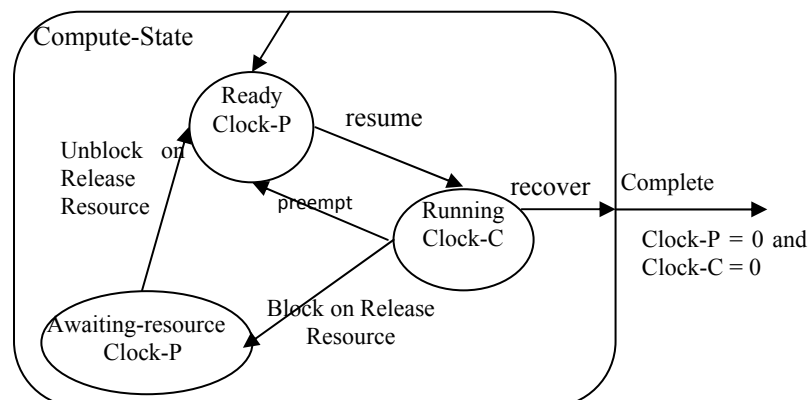 Compute-State
Ready
Clock-P
resume
Unblock on
Release
Resource
preempt
recover
Complete
Running
Clock-C
Clock-P = 0 and
Clock-C = 0
Block on Release
Resource
Awaiting-resource
Clock-P